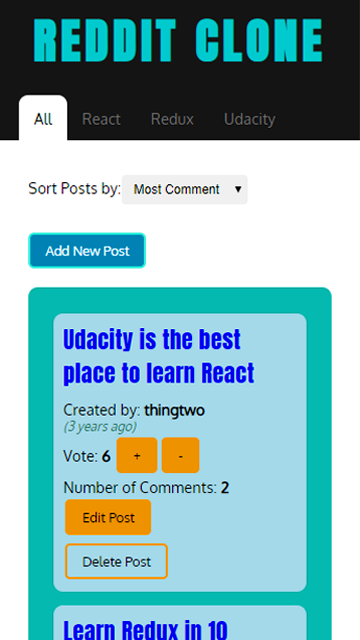 REDDIT CLONE
All React Redux Udacity
Sort Posts by: Most Comment ▼
Add New Post
Udacity is the best
place to learn React
Created by: thingtwo
(3 years ago)
Vote: 6 + -
Number of Comments: 2
Edit Post
Delete Post
Learn Redux in 10